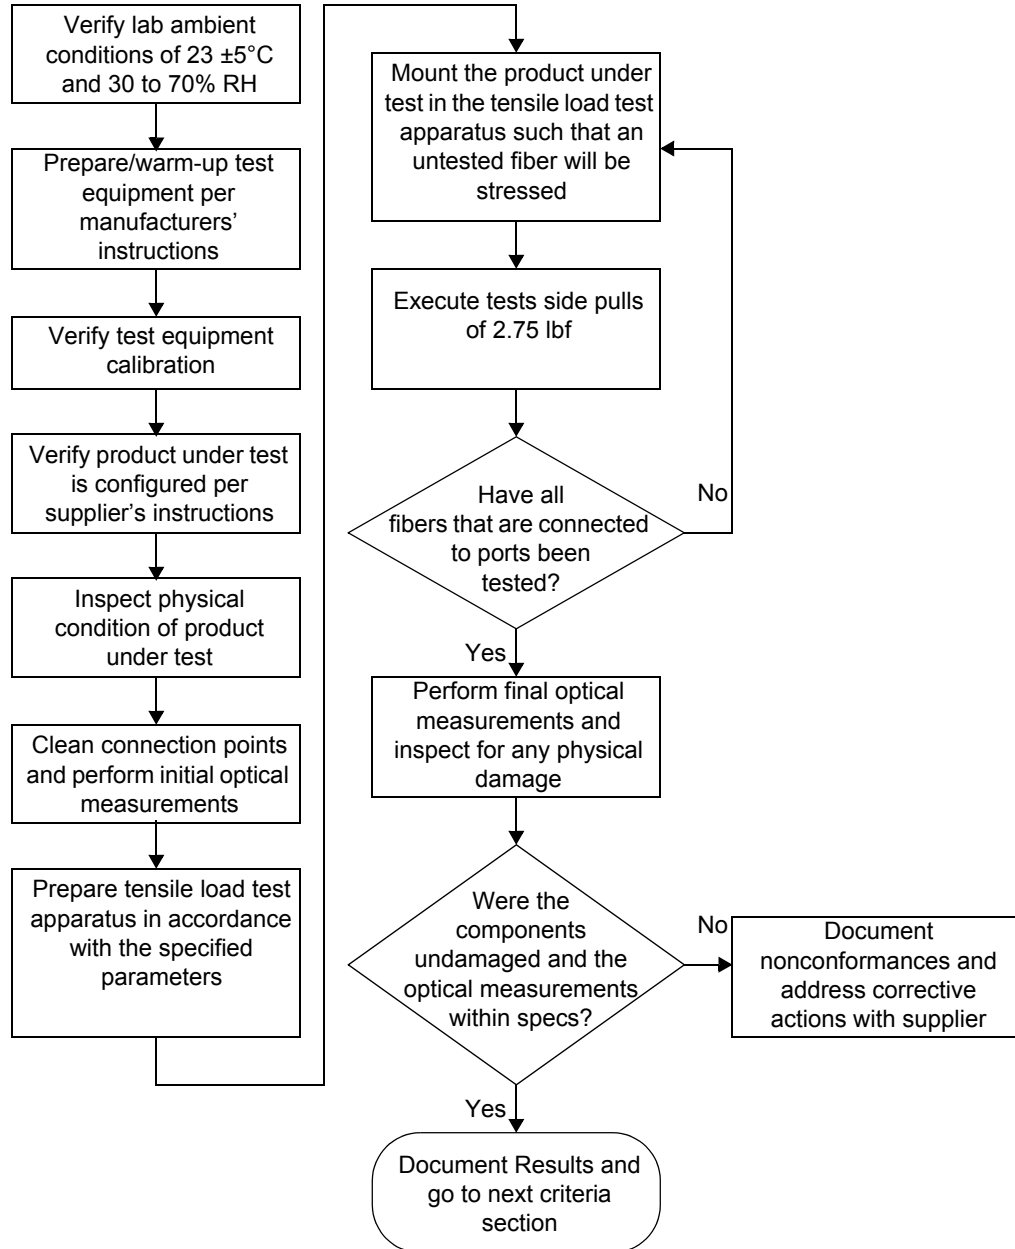 Verify lab ambient
conditions of 23 ±5°C
and 30 to 70% RH
Prepare/warm-up test
equipment per
manufacturers’
instructions
Verify test equipment
calibration
Verify product under test
is configured per
supplier’s instructions
Inspect physical
condition of product
under test
Clean connection points
and perform initial optical
measurements
Prepare tensile load test
apparatus in accordance
with the specified
parameters
Mount the product under
test in the tensile load test
apparatus such that an
untested fiber will be
stressed
Execute tests side pulls
of 2.75 lbf
Have all
fibers that are connected
to ports been
tested?
No
Yes
Perform final optical
measurements and
inspect for any physical
damage
Were the
components
undamaged and the
optical measurements
within specs?
No
Document
nonconformances and
address corrective
actions with supplier
Yes
Document Results and
go to next criteria
section